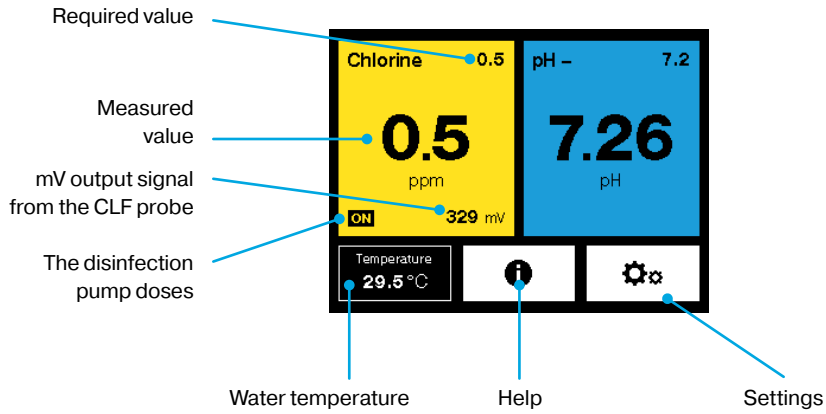 Required value
Chlorine 0.5
pH – 7.2
Measured
value
0.5
ppm
7.26
pH
mV output signal
from the CLF probe
ON
329 mV
The disinfection
pump doses
Temperature
29.5°C
Water temperature
Help
Settings